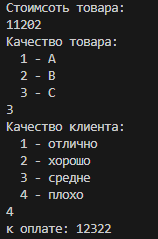 Стоимсоть товара:
11202
Качество товара:
1 - A
2 - B
3 - C
3
Качество клиента:
1 - отлично
2 - хорошо
3 - средне
4 - плохо
4
к оплате: 12322